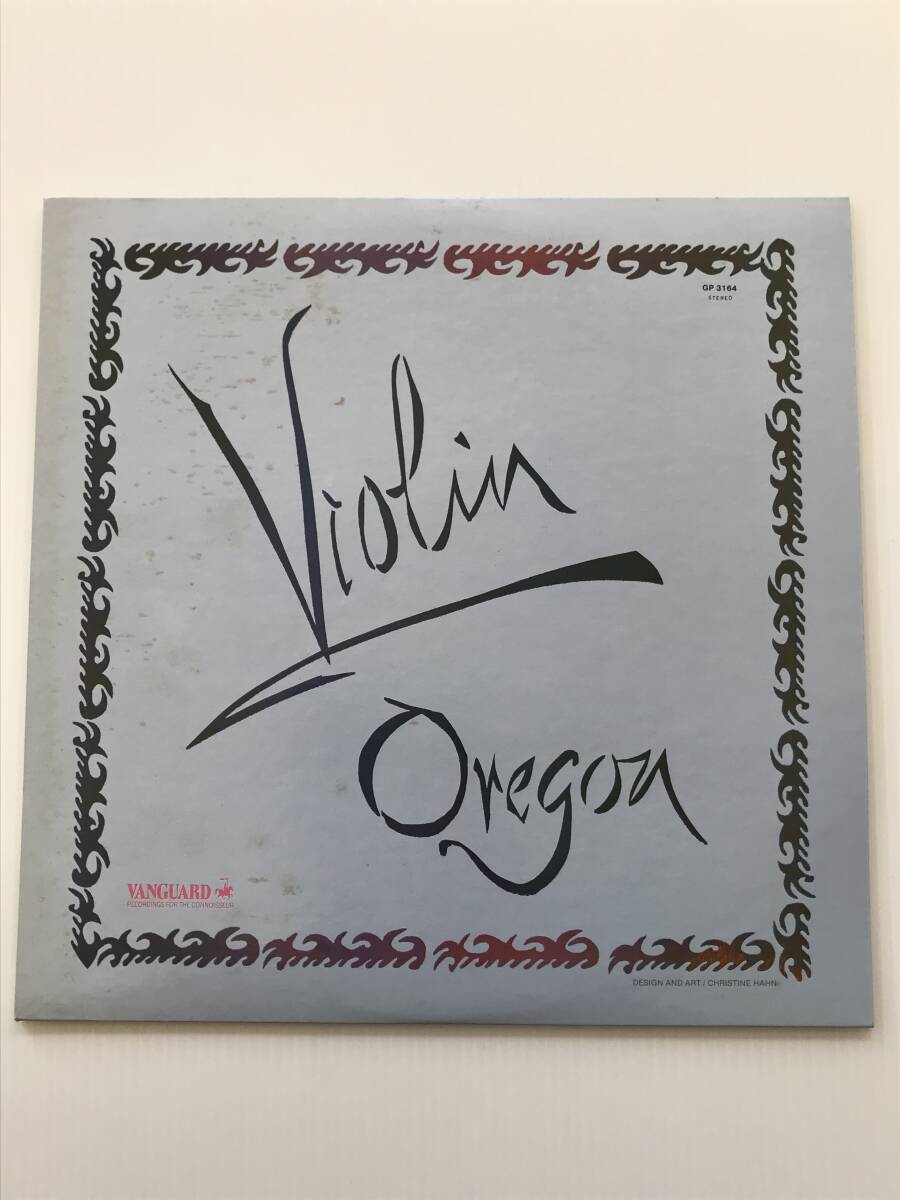 GP 3164
STEREO
Violin
Oregon
VANGUARD
RECORDINGS FOR THE CONNOISSEUR
DESIGN AND ART / CHRISTINE HAHN